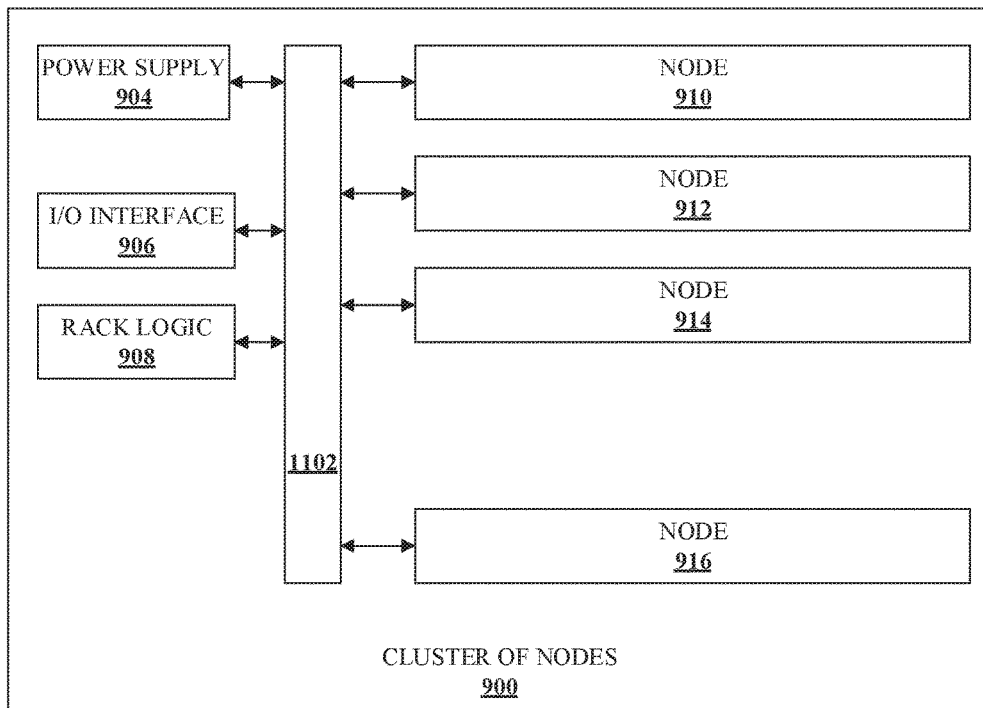 POWER SUPPLY
904
NODE
910
NODE
912
I/O INTERFACE
906
NODE
914
RACK LOGIC
908
1102
NODE
916
CLUSTER OF NODES
900